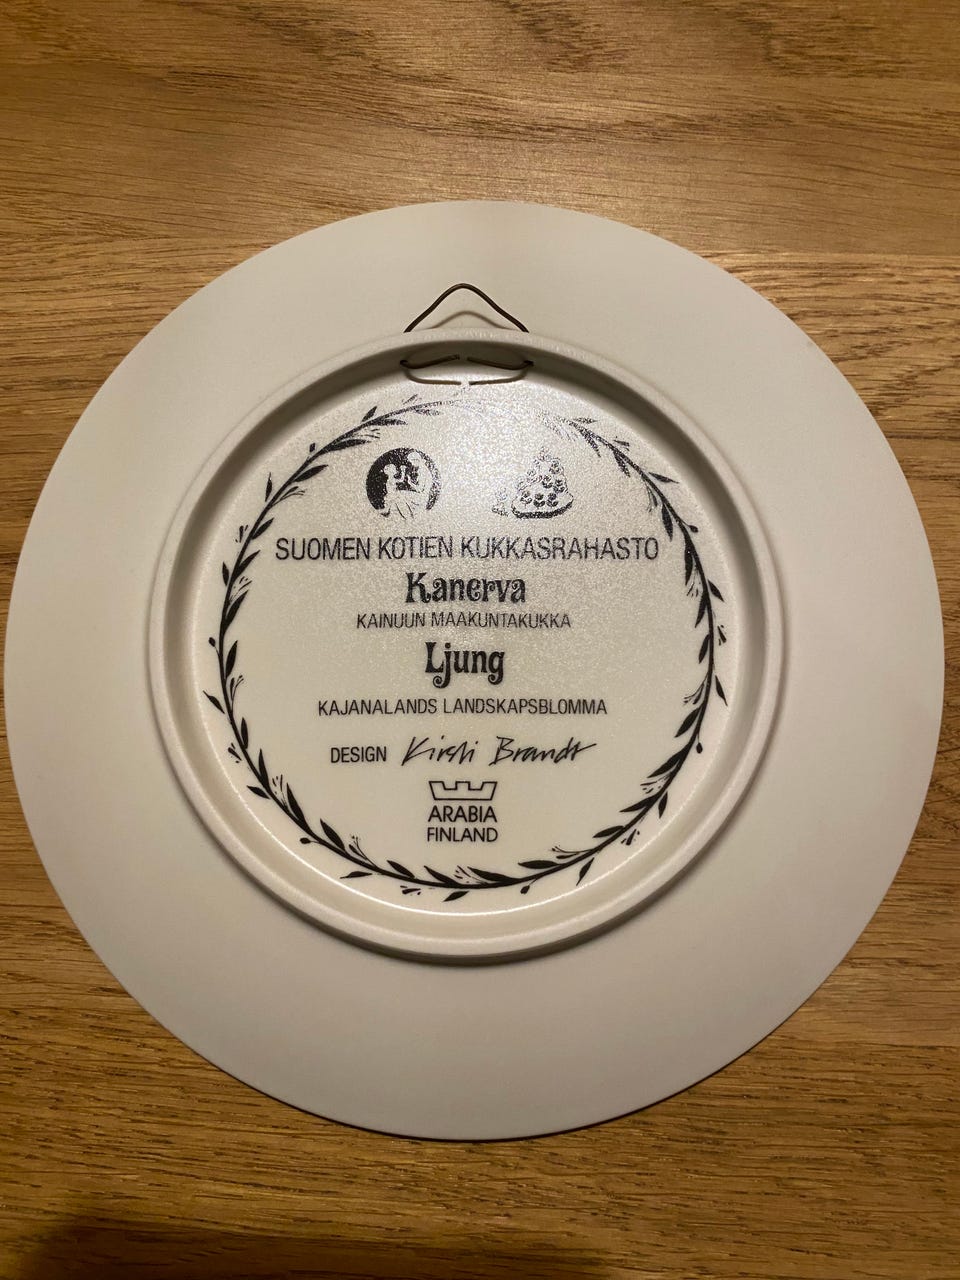 SUOMEN KOTIEN KUKKASRAHASTO
Kanerva
KAINUUN MAAKUNTAKUKKA
Ljung
KAJANALANDS LANDSKAPSBLOMMA
DESIGN Kirsti Brandt
ARABIA
FINLAND